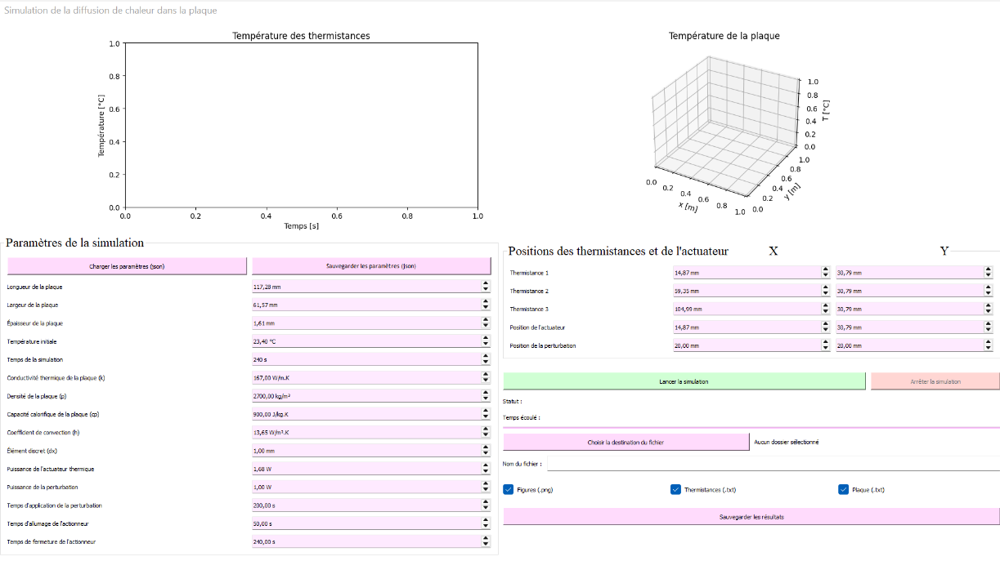 Simulation de la diffusion de chaleur dans la plaque
Température des thermistances
1.0
0.8
0.6
0.4
0.2
0.0
Température [°C]
0.0 0.2 0.4 0.6 0.8 1.0
Temps [s]
Température de la plaque
1.0
0.8
0.6
0.4
0.2
0.0
T [°C]
1.0
0.8
0.6
0.4
0.2
0.0
y [m]
0.0 0.2 0.4 0.6 0.8 1.0
x [m]
Paramètres de la simulation
Charger les paramètres (json) Sauvegarder les paramètres (json)
Longueur de la plaque 117,28 mm
Largeur de la plaque 61,57 mm
Épaisseur de la plaque 1,61 mm
Température initiale 23,40 °C
Temps de la simulation 240 s
Conductivité thermique de la plaque (k) 167,00 W/m.K
Densité de la plaque (p) 2700,00 kg/m³
Capacité calorifique de la plaque (cp) 900,00 J/kg.K
Coefficient de convection (h) 13,65 W/m².K
Élément discret (dx) 1,00 mm
Puissance de l'actuateur thermique 1,68 W
Puissance de la perturbation 1,00 W
Temps d'application de la perturbation 200,00 s
Temps d'allumage de l'actionneur 50,00 s
Temps de fermeture de l'actionneur 240,00 s
Positions des thermistances et de l'actuateur X Y
Thermistance 1 14,87 mm 30,79 mm
Thermistance 2 59,35 mm 30,79 mm
Thermistance 3 104,99 mm 30,79 mm
Position de l'actuateur 14,87 mm 30,79 mm
Position de la perturbation 20,00 mm 20,00 mm
Lancer la simulation Arrêter la simulation
Statut :
Temps écoulé :
Choisir la destination du fichier Aucun dossier sélectionné
Nom du fichier :
Figures (.png) Thermistances (.txt) Plaque (.txt)
Sauvegarder les résultats